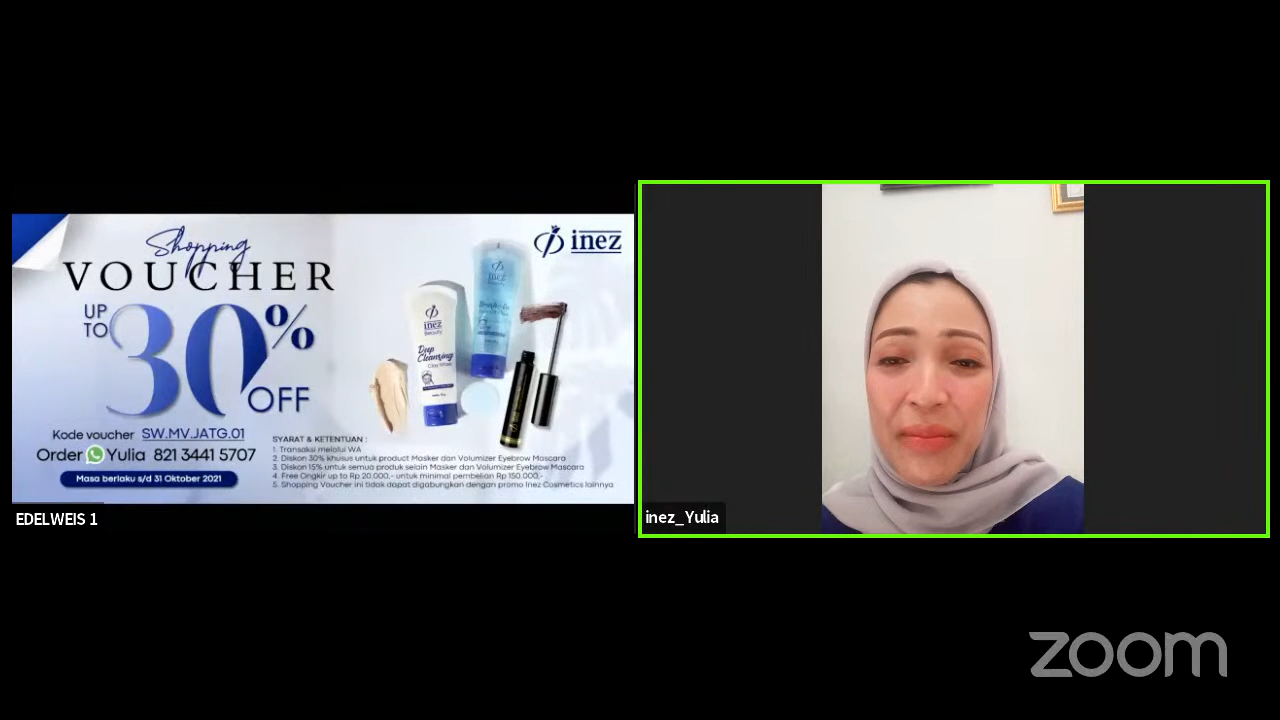 Shopping
VOUCHER
UP
TO
30%
OFF
Kode voucher SW.MV.JATG.01
Order Yulia 821 3441 5707
Masa berlaku s/d 31 Oktober 2021
inez
inez
Beauty
Deep
Cleansing
Clay Mask
inez
SYARAT & KETENTUAN :
1. Transaksi melalui WA
2. Diskon 30% khusus untuk product Masker dan Volumizer Eyebrow Mascara
3. Diskon 15% untuk semua produk selain Masker dan Volumizer Eyebrow Mascara
4. Free Ongkir up to Rp 20.000,- untuk minimal pembelian Rp 150.000,-
5. Shopping Voucher ini tidak dapat digabungkan dengan promo Inez Cosmetics lainnya
EDELWEIS 1
inez_Yulia
zoom